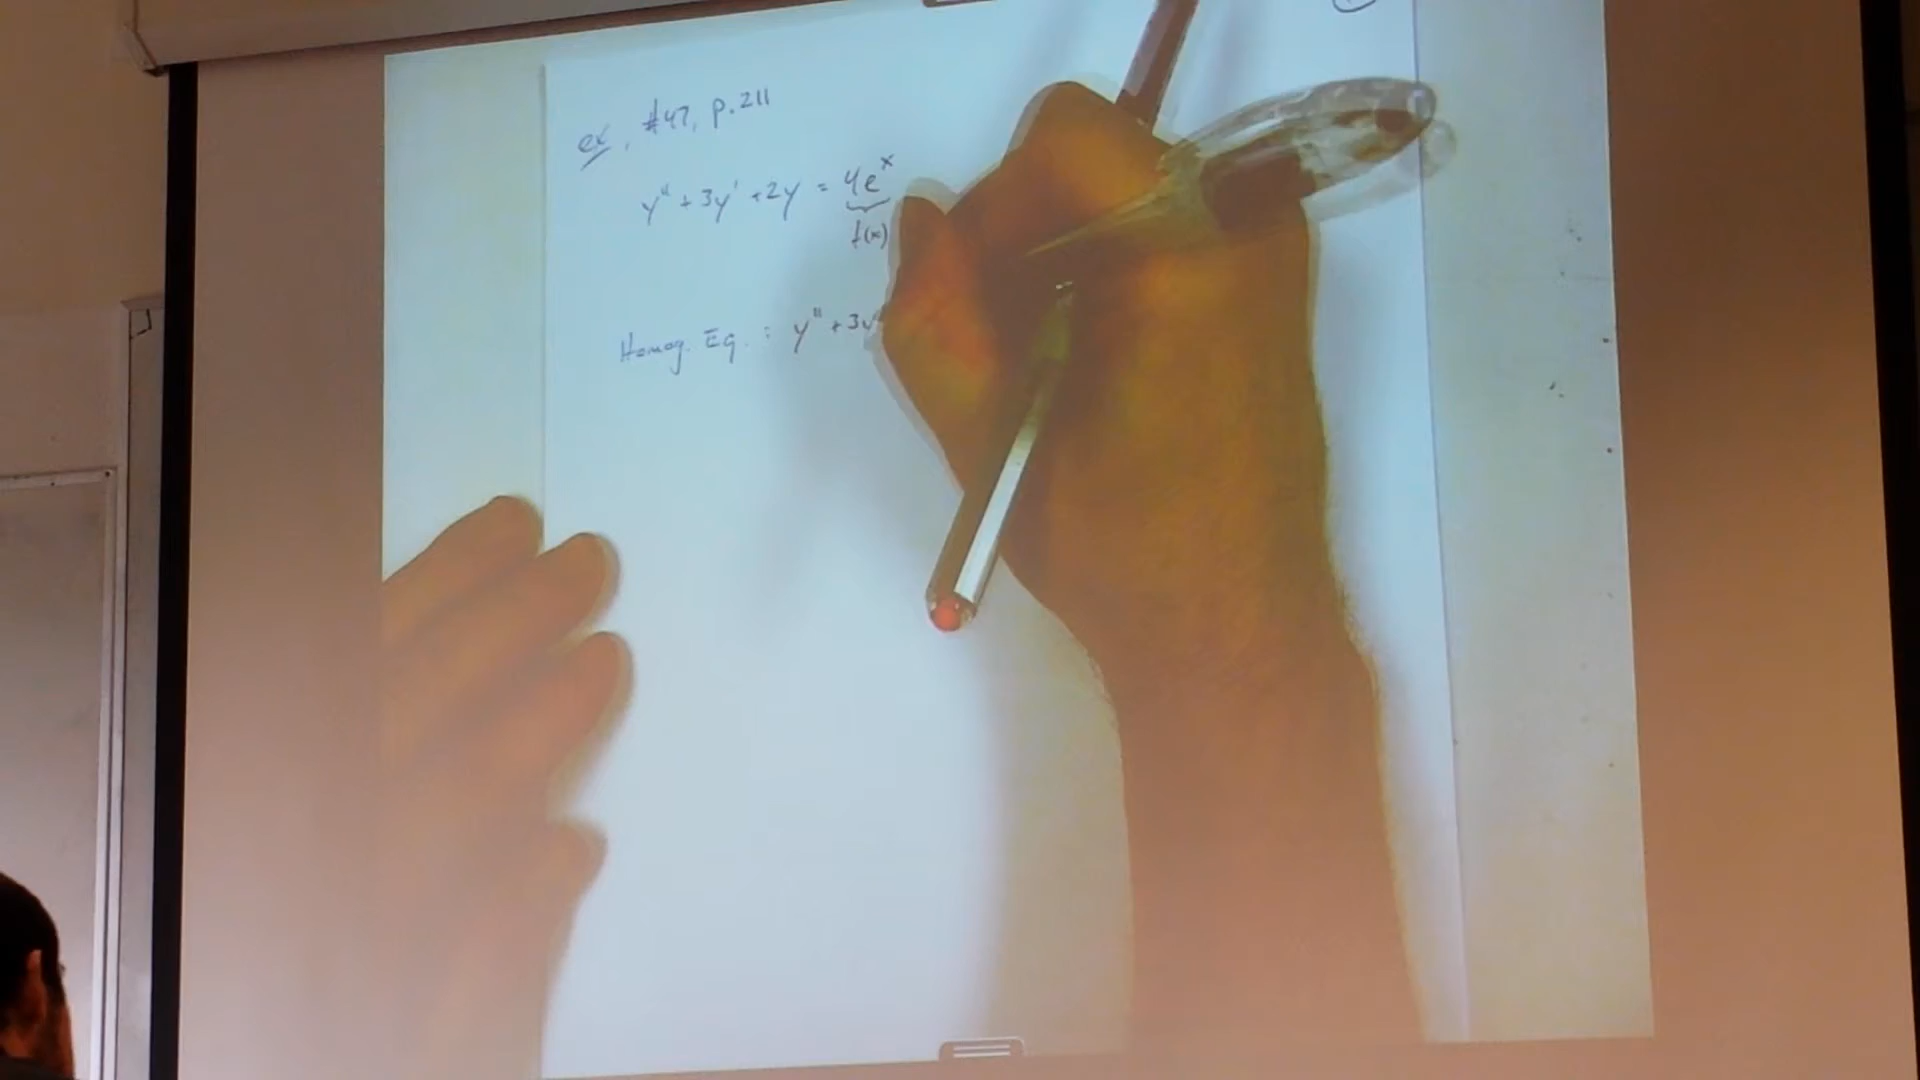 ex, #47, p.211
y" + 3y' + 2y = 4e^x
f(x)
Homog. Eq. : y" + 3y'